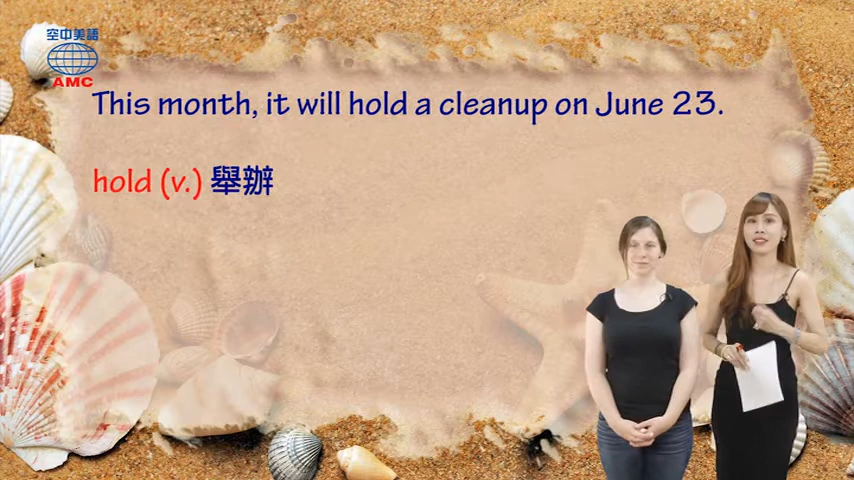 空中美語
AMC
This month, it will hold a cleanup on June 23.
hold (v.) 舉辦